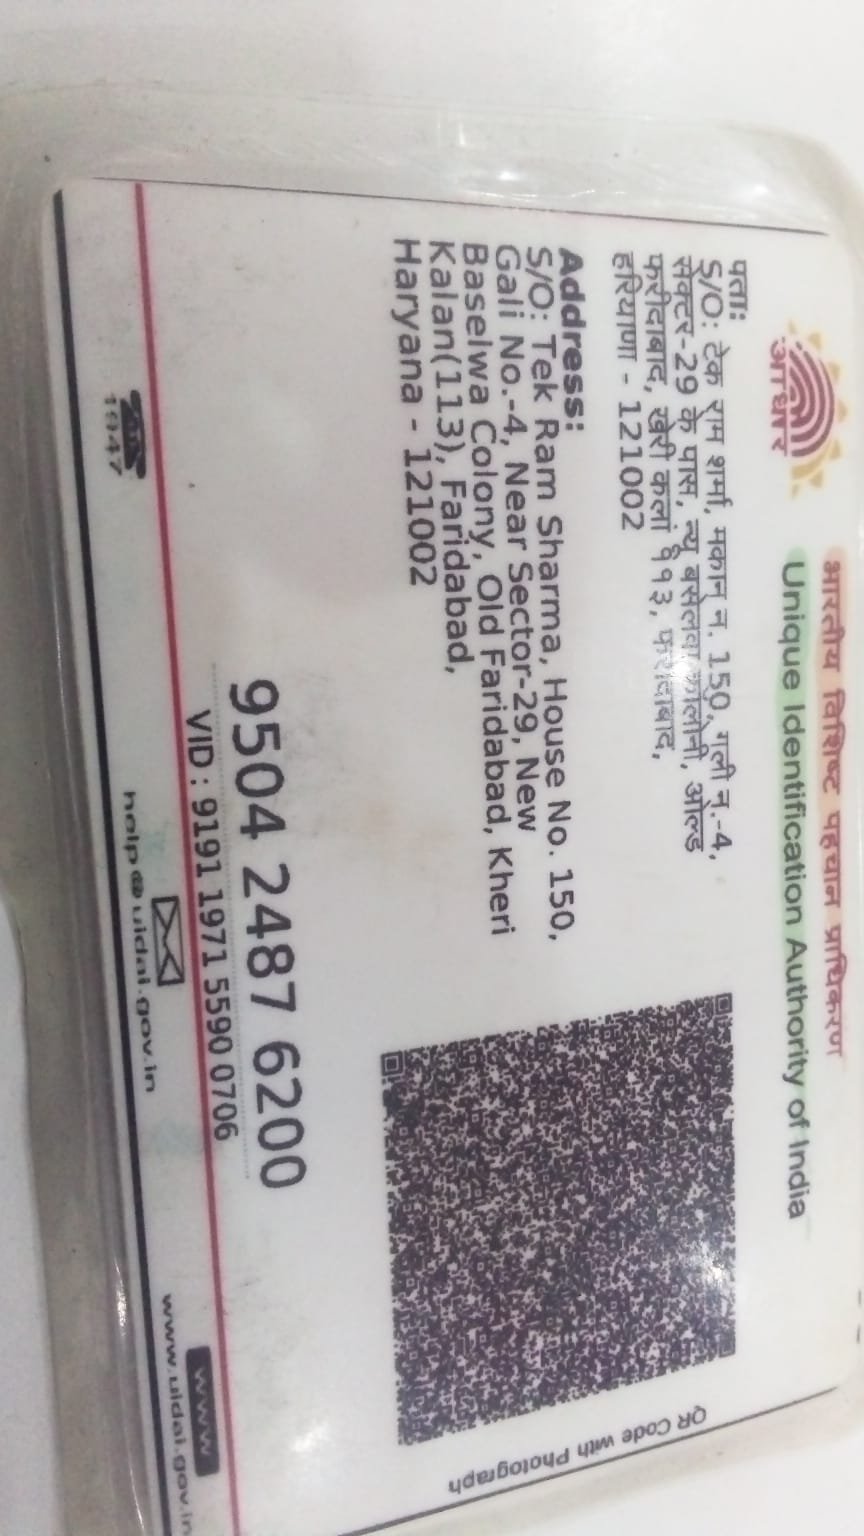 भारतीय विशिष्ट पहचान प्राधिकरण
Unique Identification Authority of India
आधार
पता:
S/O: टेक राम शर्मा, मकान न. 150, गली न.-4,
सेक्टर-29 के पास, न्यू बसेलवा कॉलोनी, ओल्ड
फरीदाबाद, खेरी कलां ११३, फरीदाबाद,
हरियाणा - 121002
Address:
S/O: Tek Ram Sharma, House No. 150,
Gali No.-4, Near Sector-29, New
Baselwa Colony, Old Faridabad, Kheri
Kalan(113), Faridabad,
Haryana - 121002
QR Code with Photograph
9504 2487 6200
VID : 9191 1971 5590 0706
1947
help@uidai.gov.in
www
www.uidai.gov.in